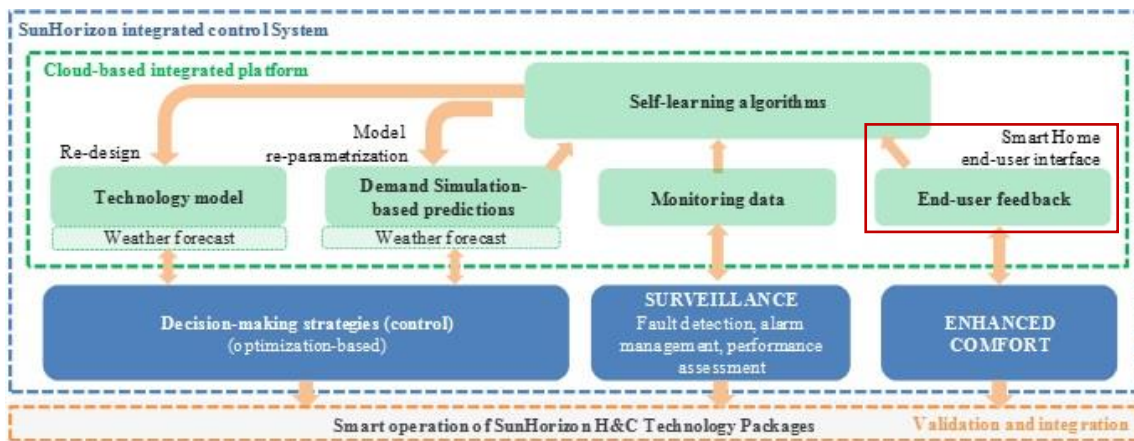 SunHorizon integrated control System
Cloud-based integrated platform
Self-learning algorithms
Re-design
Model
re-parametrization
Smart Home
end-user interface
Technology model
Weather forecast
Demand Simulation-
based predictions
Weather forecast
Monitoring data
End-user feedback
Decision-making strategies (control)
(optimization-based)
SURVEILLANCE
Fault detection, alarm
management, performance
assessment
ENHANCED
COMFORT
Smart operation of SunHorizon H&C Technology Packages
Validation and integration